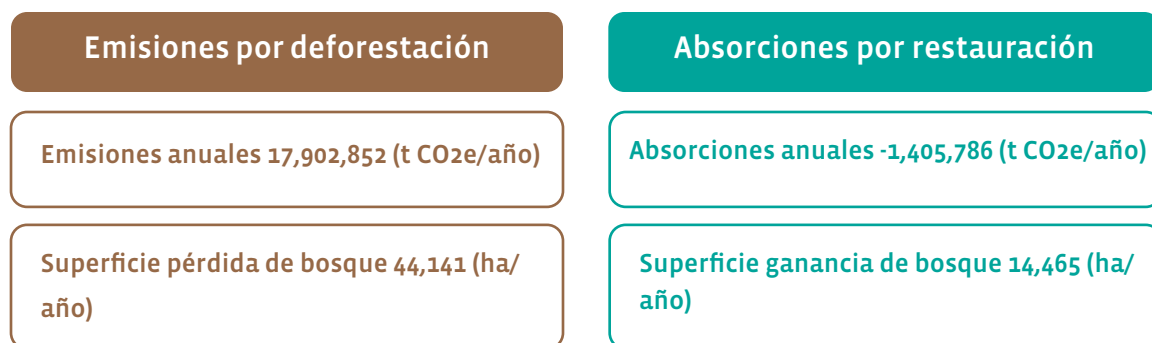 Emisiones por deforestación
Emisiones anuales 17,902,852 (t CO2e/año)
Superficie pérdida de bosque 44,141 (ha/
año)
Absorciones por restauración
Absorciones anuales -1,405,786 (t CO2e/año)
Superficie ganancia de bosque 14,465 (ha/
año)